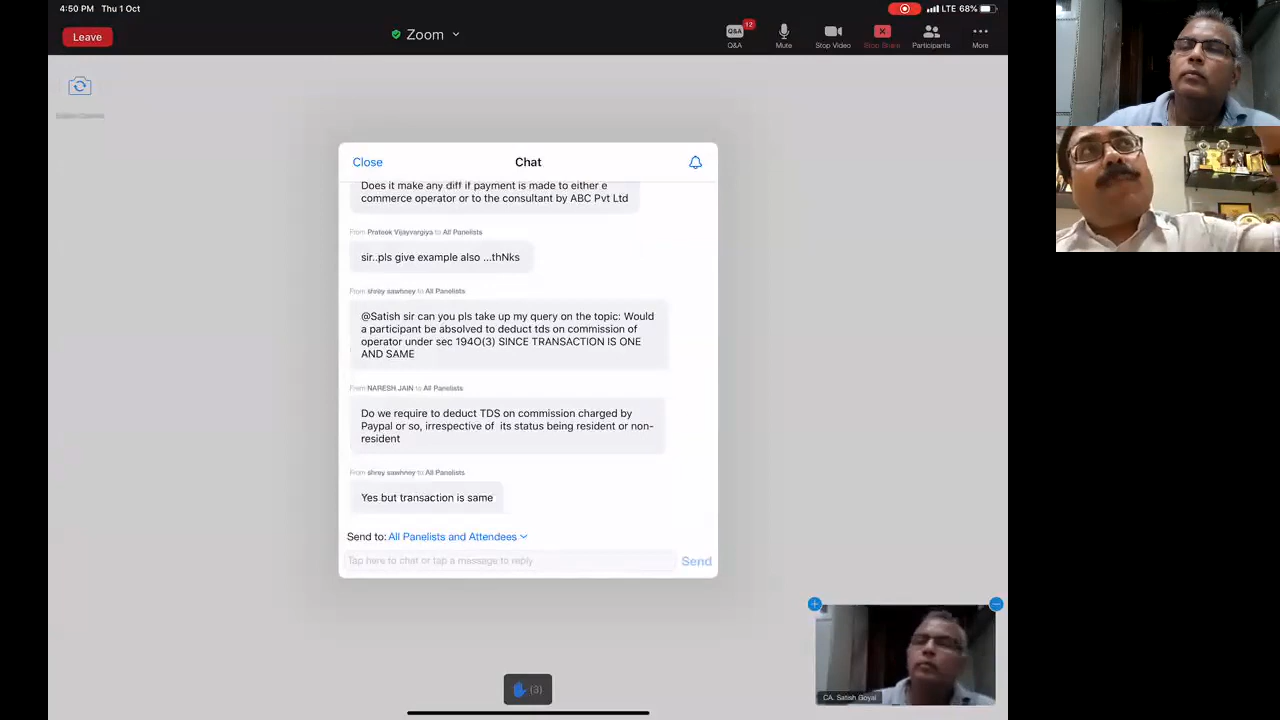 4:50 PM Thu 1 Oct
LTE 68%
Leave
Zoom
Q&A
12
Q&A
Mute
Stop Video
Stop Share
Participants
More
Close
Chat
Does it make any diff if payment is made to either e
commerce operator or to the consultant by ABC Pvt Ltd
From Prateek Vijayvargiya to All Panelists
sir..pls give example also ...thNks
From shrey sawhney to All Panelists
@Satish sir can you pls take up my query on the topic: Would
a participant be absolved to deduct tds on commission of
operator under sec 194O(3) SINCE TRANSACTION IS ONE
AND SAME
From NARESH JAIN to All Panelists
Do we require to deduct TDS on commission charged by
Paypal or so, irrespective of its status being resident or non-
resident
From shrey sawhney to All Panelists
Yes but transaction is same
Send to: All Panelists and Attendees
Tap here to chat or tap a message to reply
Send
(3)
CA. Satish Goyal